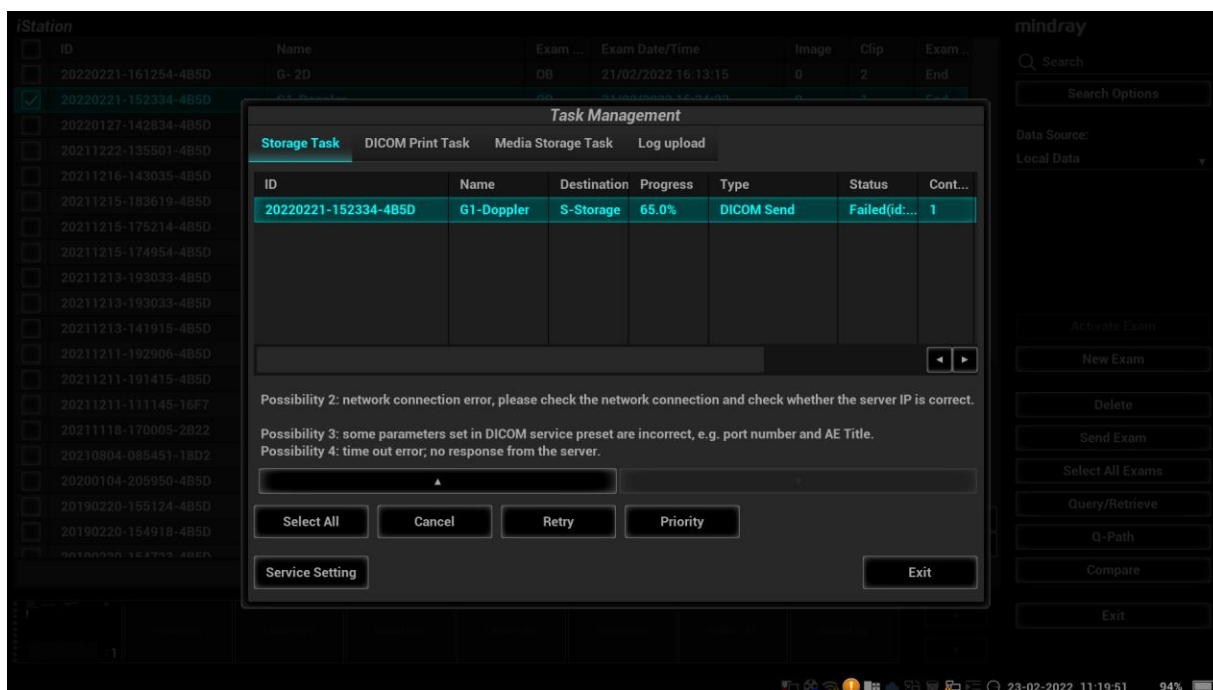 iStation
mindray
ID Name Exam ... Exam Date/Time Image Clip Exam ...
20220221-161254-4B5D G- 2D OB 21/02/2022 16:13:15 0 2 End
20220221-152334-4B5D G1-Doppler
20220127-142834-4B5D
20211222-135501-4B5D
20211216-143035-4B5D
20211215-183619-4B5D
20211215-175214-4B5D
20211215-174954-4B5D
20211213-193033-4B5D
20211213-193033-4B5D
20211213-141915-4B5D
20211211-192906-4B5D
20211211-191415-4B5D
20211211-111145-16F7
20211118-170005-2B22
20210804-085451-18D2
20200104-205950-4B5D
20190220-155124-4B5D
20190220-154918-4B5D
20190220-154723-4B5D
Task Management
Storage Task DICOM Print Task Media Storage Task Log upload
ID Name Destination Progress Type Status Cont...
20220221-152334-4B5D G1-Doppler S-Storage 65.0% DICOM Send Failed(id:... 1
Possibility 2: network connection error, please check the network connection and check whether the server IP is correct.
Possibility 3: some parameters set in DICOM service preset are incorrect, e.g. port number and AE Title.
Possibility 4: time out error; no response from the server.
Select All Cancel Retry Priority
Service Setting Exit
Search
Search Options
Data Source:
Local Data
Activate Exam
New Exam
Delete
Send Exam
Select All Exams
Query/Retrieve
Q-Path
Compare
Exit
1
23-02-2022 11:19:51 94%